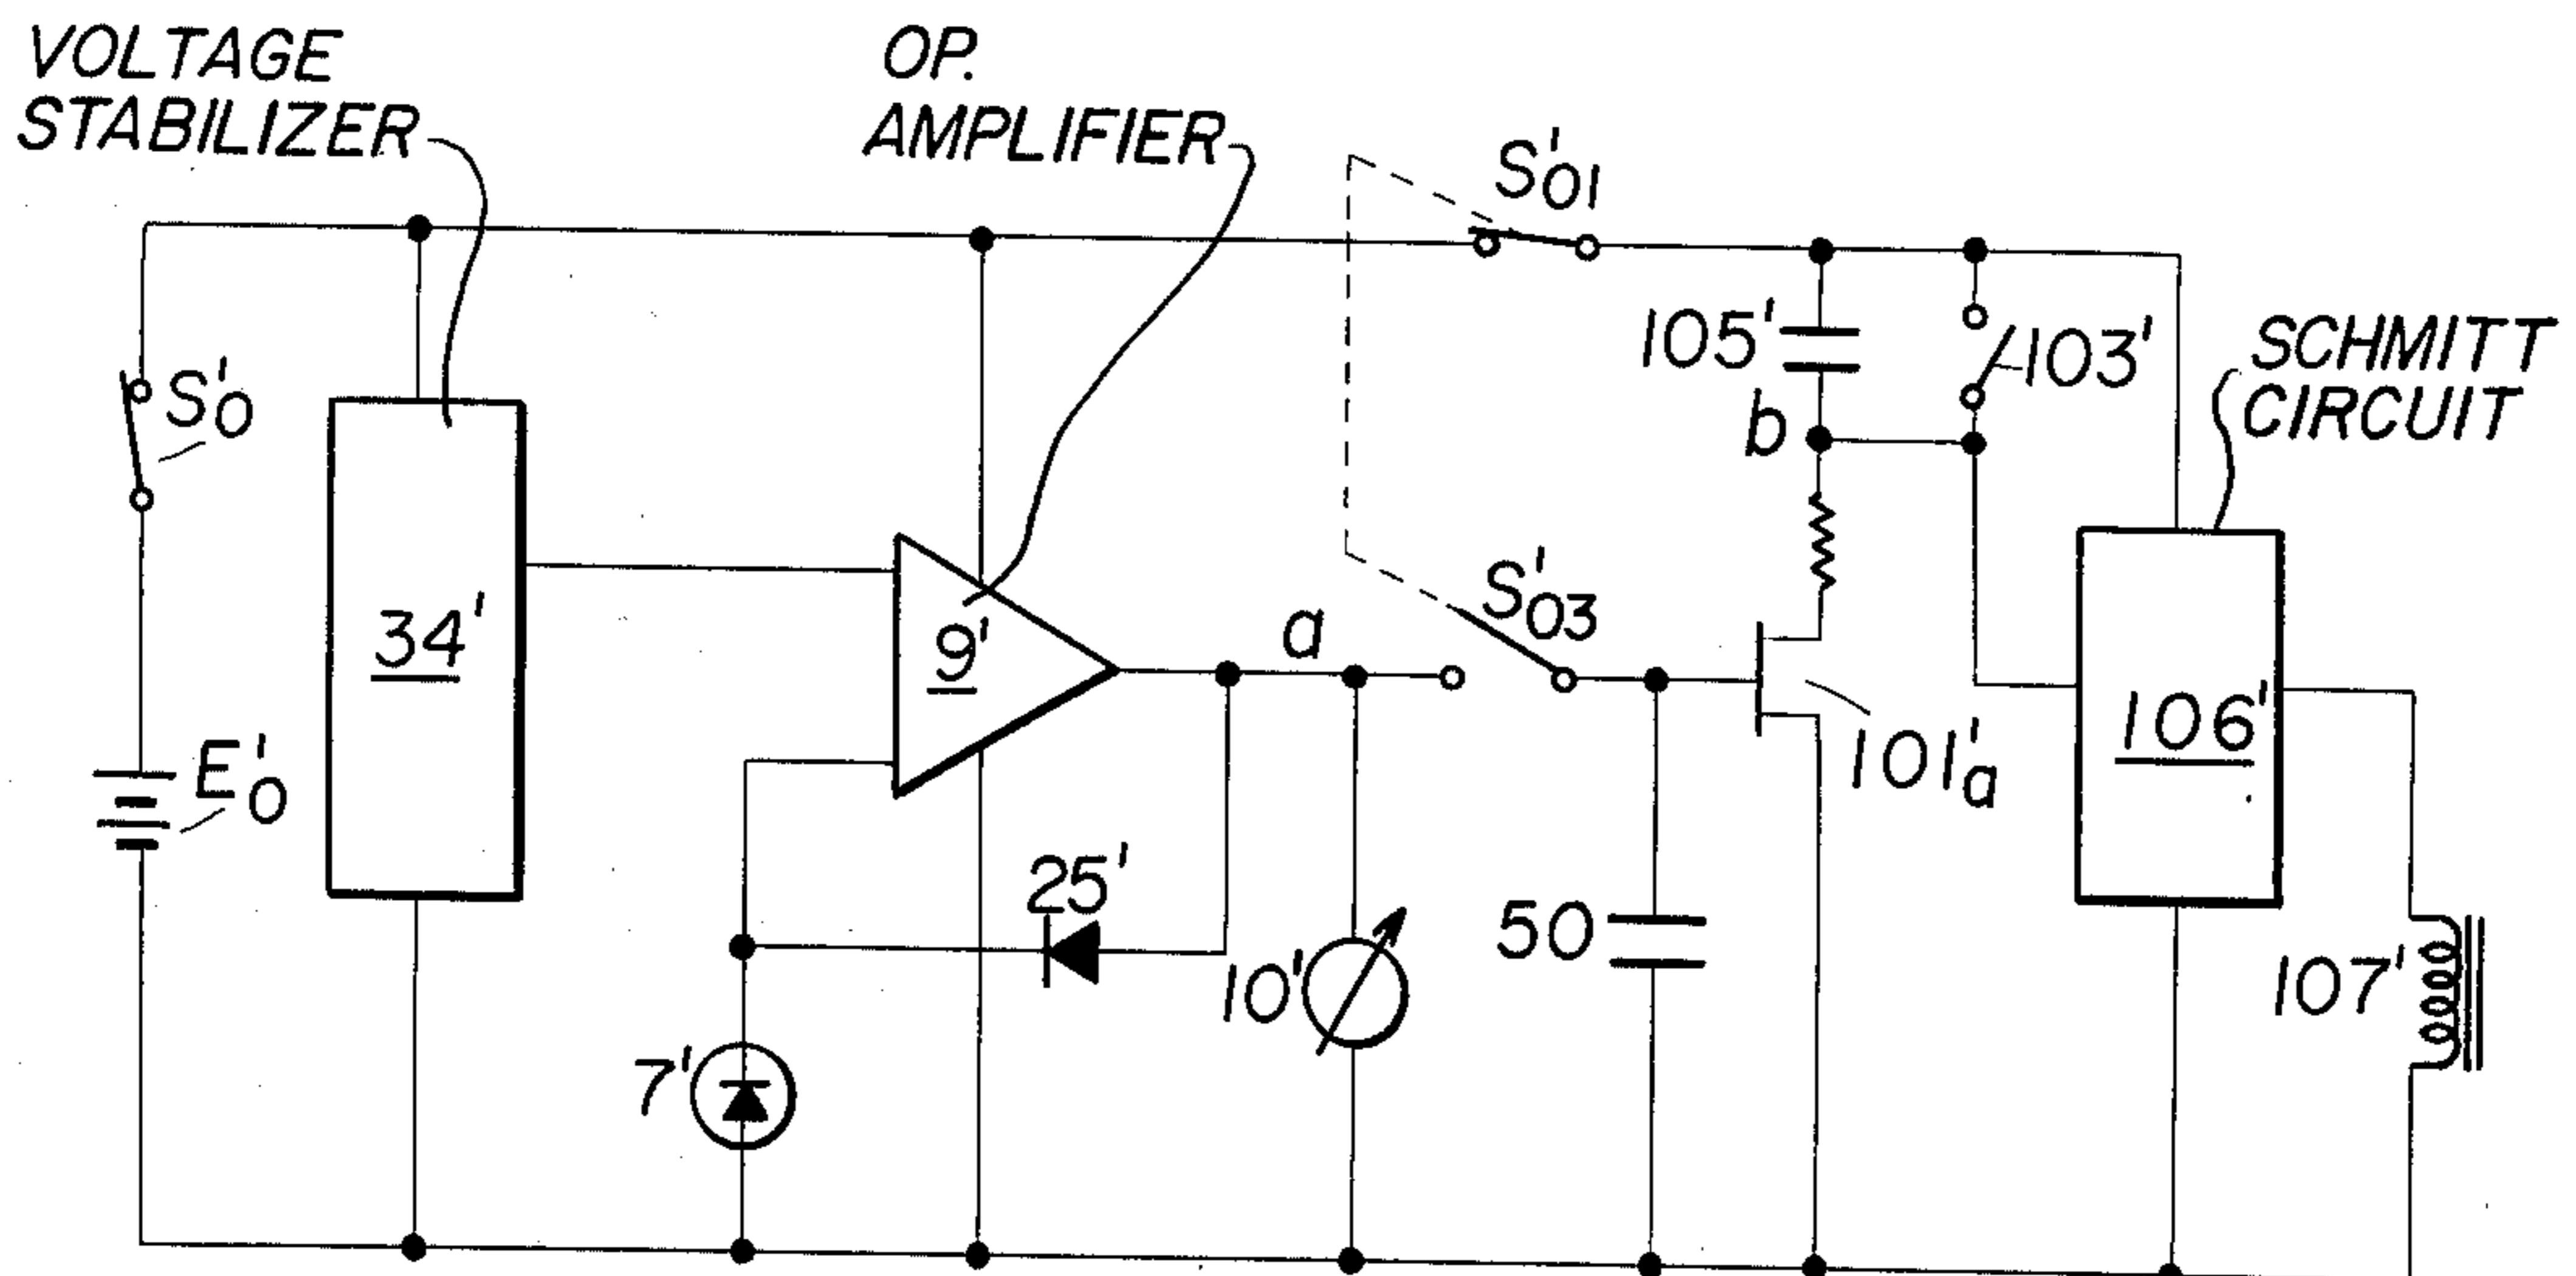 VOLTAGE
STABILIZER
OP.
AMPLIFIER
S'01
S'0
105'
103'
b
SCHMITT
CIRCUIT
34'
9'
a
S'03
101'a
106'
E'0
25'
50
10'
107'
7'